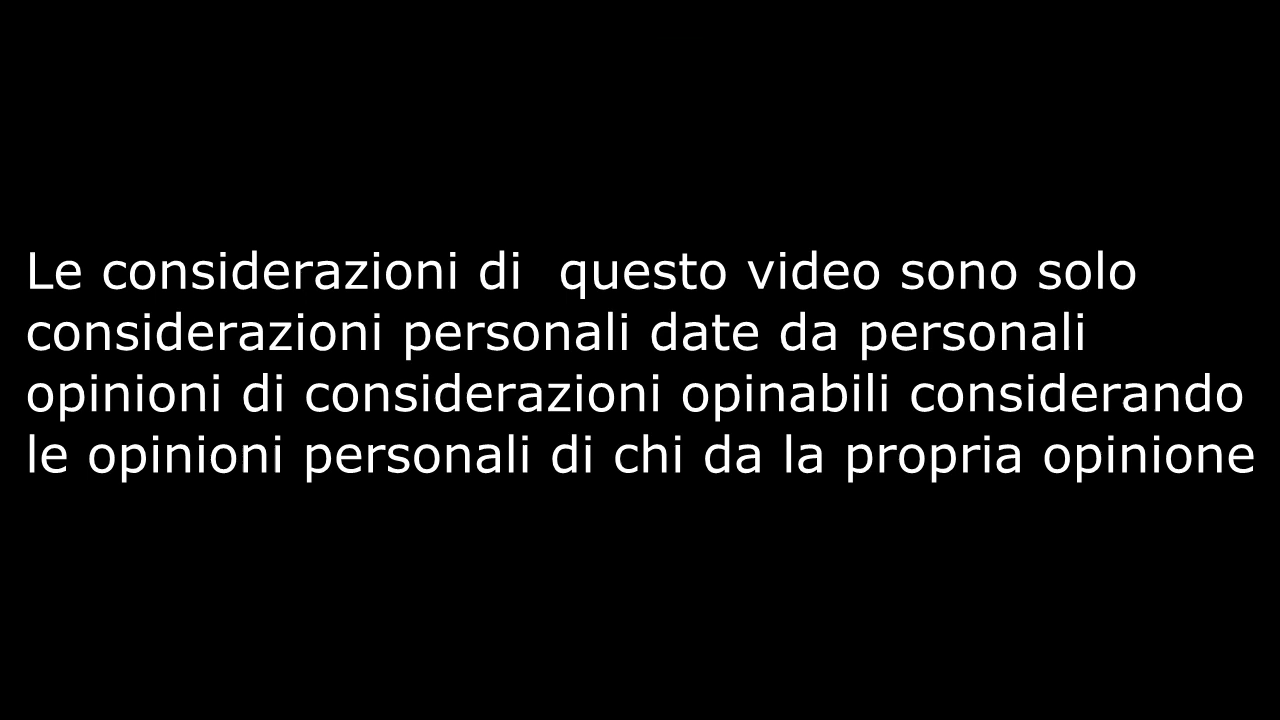 Le considerazioni di  questo video sono solo
considerazioni personali date da personali
opinioni di considerazioni opinabili considerando
le opinioni personali di chi da la propria opinione